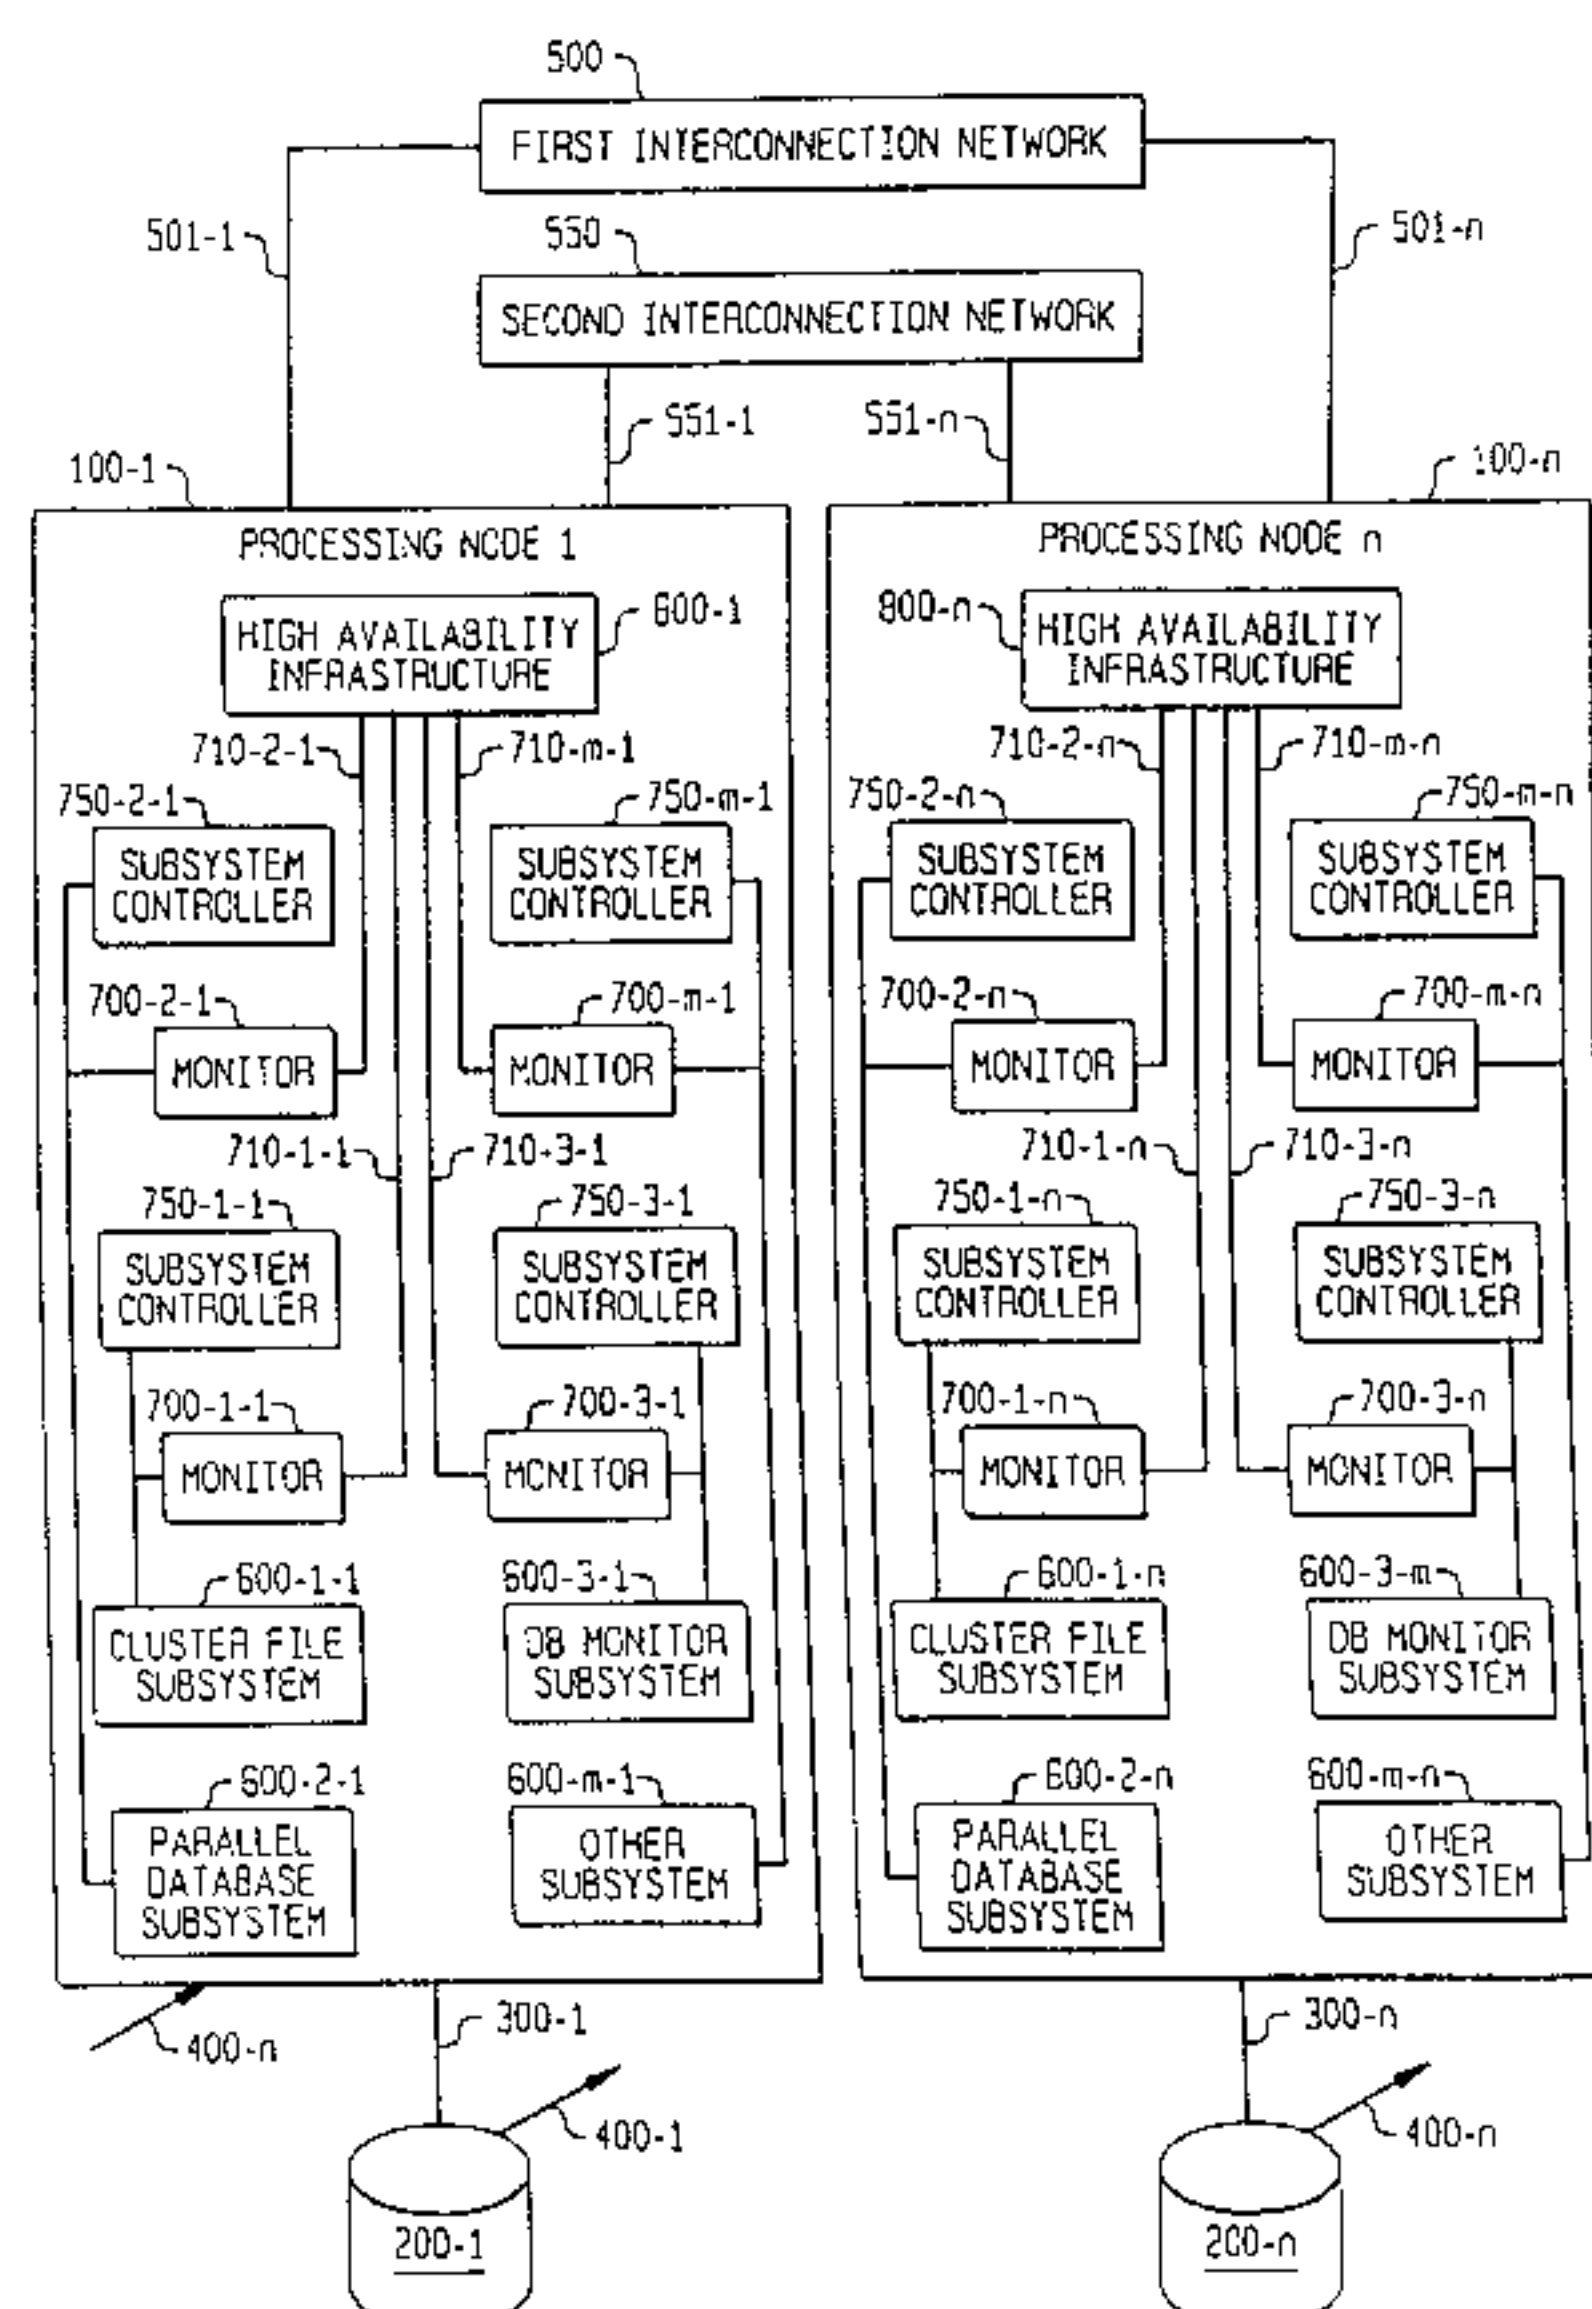 500
FIRST INTERCONNECTION NETWORK
501-1
550
501-n
SECOND INTERCONNECTION NETWORK
551-1
551-n
100-1
100-n
PROCESSING NODE 1
HIGH AVAILABILITY
INFRASTRUCTURE
800-1
710-2-1
710-m-1
750-2-1
750-m-1
SUBSYSTEM
CONTROLLER
SUBSYSTEM
CONTROLLER
700-2-1
700-m-1
MONITOR
MONITOR
710-1-1
710-3-1
750-1-1
750-3-1
SUBSYSTEM
CONTROLLER
SUBSYSTEM
CONTROLLER
700-1-1
700-3-1
MONITOR
MONITOR
600-1-1
600-3-1
CLUSTER FILE
SUBSYSTEM
DB MONITOR
SUBSYSTEM
600-2-1
600-m-1
PARALLEL
DATABASE
SUBSYSTEM
OTHER
SUBSYSTEM
PROCESSING NODE n
800-n
HIGH AVAILABILITY
INFRASTRUCTURE
710-2-n
710-m-n
750-2-n
750-m-n
SUBSYSTEM
CONTROLLER
SUBSYSTEM
CONTROLLER
700-2-n
700-m-n
MONITOR
MONITOR
710-1-n
710-3-n
750-1-n
750-3-n
SUBSYSTEM
CONTROLLER
SUBSYSTEM
CONTROLLER
700-1-n
700-3-n
MONITOR
MONITOR
600-1-n
600-3-m
CLUSTER FILE
SUBSYSTEM
DB MONITOR
SUBSYSTEM
600-2-n
600-m-n
PARALLEL
DATABASE
SUBSYSTEM
OTHER
SUBSYSTEM
400-n
300-1
300-n
400-1
400-n
200-1
200-n